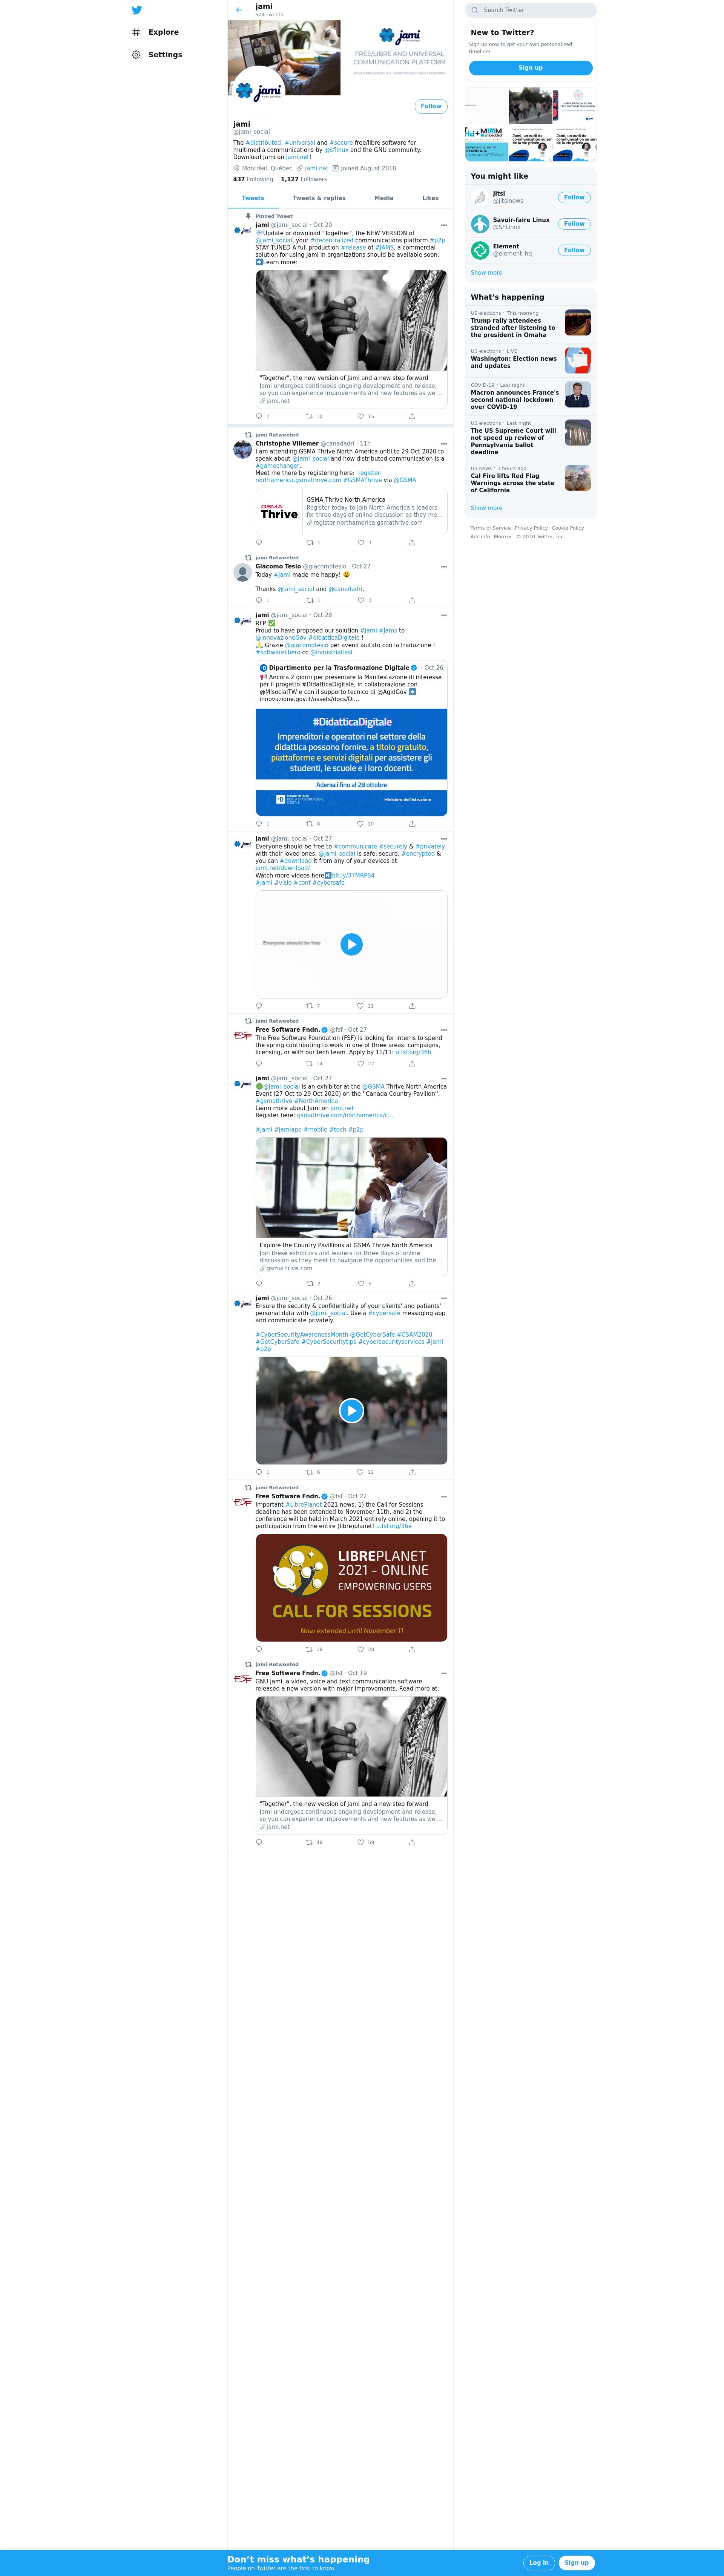 Explore
Settings
jami
524 Tweets
jami
FREE/LIBRE AND UNIVERSAL
COMMUNICATION PLATFORM
jami
Follow
jami
@jami_social
The #distributed, #universal and #secure free/libre software for
multimedia communications by @sflinux and the GNU community.
Download Jami on jami.net!
Montréal, Québec jami.net Joined August 2018
437 Following 1,127 Followers
Tweets Tweets & replies Media Likes
Pinned Tweet
jami @jami_social · Oct 20
Update or download "Together", the NEW VERSION of
@jami_social, your #decentralized communications platform.#p2p
STAY TUNED A full production #release of #JAMS, a commercial
solution for using Jami in organizations should be available soon.
Learn more:
"Together", the new version of Jami and a new step forward
Jami undergoes continuous ongoing development and release,
so you can experience improvements and new features as we ...
jami.net
2 10 15
jami Retweeted
Christophe Villemer @canadadri · 11h
I am attending GSMA Thrive North America until to 29 Oct 2020 to
speak about @jami_social and how distributed communication is a
#gamechanger.
Meet me there by registering here: register-
northamerica.gsmathrive.com #GSMAThrive via @GSMA
GSMA
Thrive
GSMA Thrive North America
Register today to join North America's leaders
for three days of online discussion as they me...
register-northamerica.gsmathrive.com
1 3
jami Retweeted
Giacomo Tesio @giacomotesio · Oct 27
Today #Jami made me happy! 😃
Thanks @jami_social and @canadadri.
1 1 3
jami @jami_social · Oct 28
RFP ✅
Proud to have proposed our solution #Jami #Jams to
@InnovazioneGov #didatticaDigitale !
🙏 Grazie @giacomotesio per averci aiutato con la traduzione !
#softwarelibero cc @industriaitasl
Dipartimento per la Trasformazione Digitale · Oct 26
Ancora 2 giorni per presentare la Manifestazione di interesse
per il progetto #DidatticaDigitale, in collaborazione con
@MisocialTW e con il supporto tecnico di @AgidGov
innovazione.gov.it/assets/docs/Di...
#DidatticaDigitale
Imprenditori e operatori nel settore della
didattica possono fornire, a titolo gratuito,
piattaforme e servizi digitali per assistere gli
studenti, le scuole e i loro docenti.
Aderisci fino al 28 ottobre
Ministero dell'Istruzione
1 8 10
jami @jami_social · Oct 27
Everyone should be free to #communicate #securely & #privately
with their loved ones. @jami_social is safe, secure, #encrypted &
you can #download it from any of your devices at
jami.net/download/
Watch more videos here bit.ly/37MRPS4
#jami #visio #conf #cybersafe
Everyone should be free
7 11
jami Retweeted
Free Software Fndn. @fsf · Oct 27
The Free Software Foundation (FSF) is looking for interns to spend
the spring contributing to work in one of three areas: campaigns,
licensing, or with our tech team. Apply by 11/11: u.fsf.org/36h
14 27
jami @jami_social · Oct 27
@jami_social is an exhibitor at the @GSMA Thrive North America
Event (27 Oct to 29 Oct 2020) on the "Canada Country Pavilion".
#gsmathrive #NorthAmerica
Learn more about Jami on jami.net
Register here: gsmathrive.com/northamerica/c...
#jami #jamiapp #mobile #tech #p2p
Explore the Country Pavillions at GSMA Thrive North America
Join these exhibitors and leaders for three days of online
discussion as they meet to navigate the opportunities and the...
gsmathrive.com
2 5
jami @jami_social · Oct 26
Ensure the security & confidentiality of your clients' and patients'
personal data with @jami_social. Use a #cybersafe messaging app
and communicate privately.
#CyberSecurityAwarenessMonth @GetCyberSafe #CSAM2020
#GetCyberSafe #CyberSecuritytips #cybersecurityservices #jami
#p2p
1 6 12
jami Retweeted
Free Software Fndn. @fsf · Oct 22
Important #LibrePlanet 2021 news: 1) the Call for Sessions
deadline has been extended to November 11th, and 2) the
conference will be held in March 2021 entirely online, opening it to
participation from the entire (libre)planet! u.fsf.org/36e
LIBREPLANET
2021 - ONLINE
EMPOWERING USERS
CALL FOR SESSIONS
Now extended until November 11
18 28
jami Retweeted
Free Software Fndn. @fsf · Oct 19
GNU Jami, a video, voice and text communication software,
released a new version with major improvements. Read more at:
"Together", the new version of Jami and a new step forward
Jami undergoes continuous ongoing development and release,
so you can experience improvements and new features as we ...
jami.net
48 59
Search Twitter
New to Twitter?
Sign up now to get your own personalized
timeline!
Sign up
Jami, un outil de
communication au ser
de la vie privée
Jami, un outil de
communication au ser
de la vie privée
You might like
Jitsi
@jitsinews
Follow
Savoir-faire Linux
@SFLinux
Follow
Element
@element_hq
Follow
Show more
What's happening
US elections · This morning
Trump rally attendees
stranded after listening to
the president in Omaha
US elections · LIVE
Washington: Election news
and updates
COVID-19 · Last night
Macron announces France's
second national lockdown
over COVID-19
US elections · Last night
The US Supreme Court will
not speed up review of
Pennsylvania ballot
deadline
US news · 3 hours ago
Cal Fire lifts Red Flag
Warnings across the state
of California
Show more
Terms of Service Privacy Policy Cookie Policy
Ads info More ••• © 2020 Twitter, Inc.
Don't miss what's happening
People on Twitter are the first to know.
Log in
Sign up